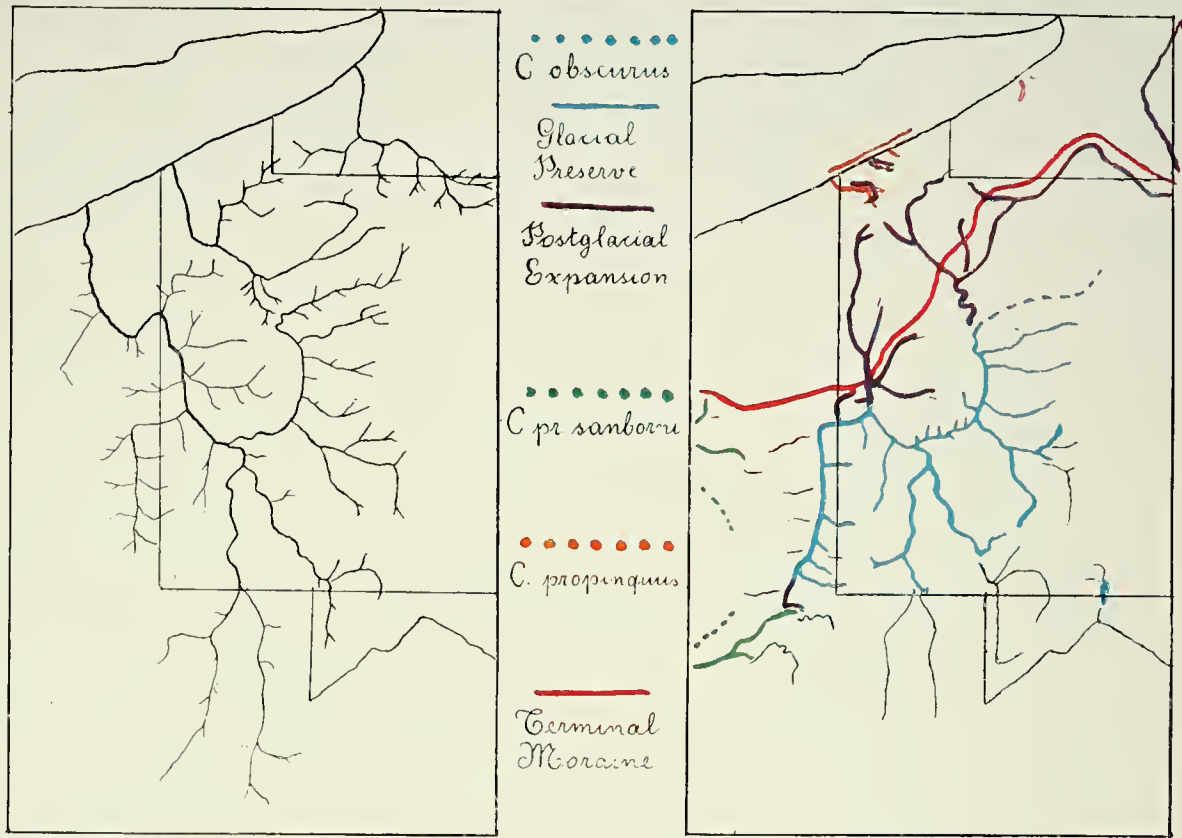 C obscurus
Glacial
Preserve
Postglacial
Expansion
C pr sanborni
C. propinquus
Terminal
Moraine